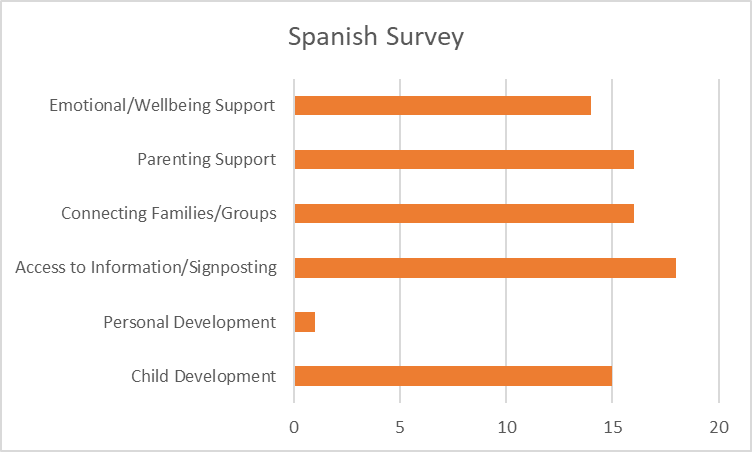 Spanish Survey
Emotional/Wellbeing Support
Parenting Support
Connecting Families/Groups
Access to Information/Signposting
Personal Development
Child Development
0 5 10 15 20